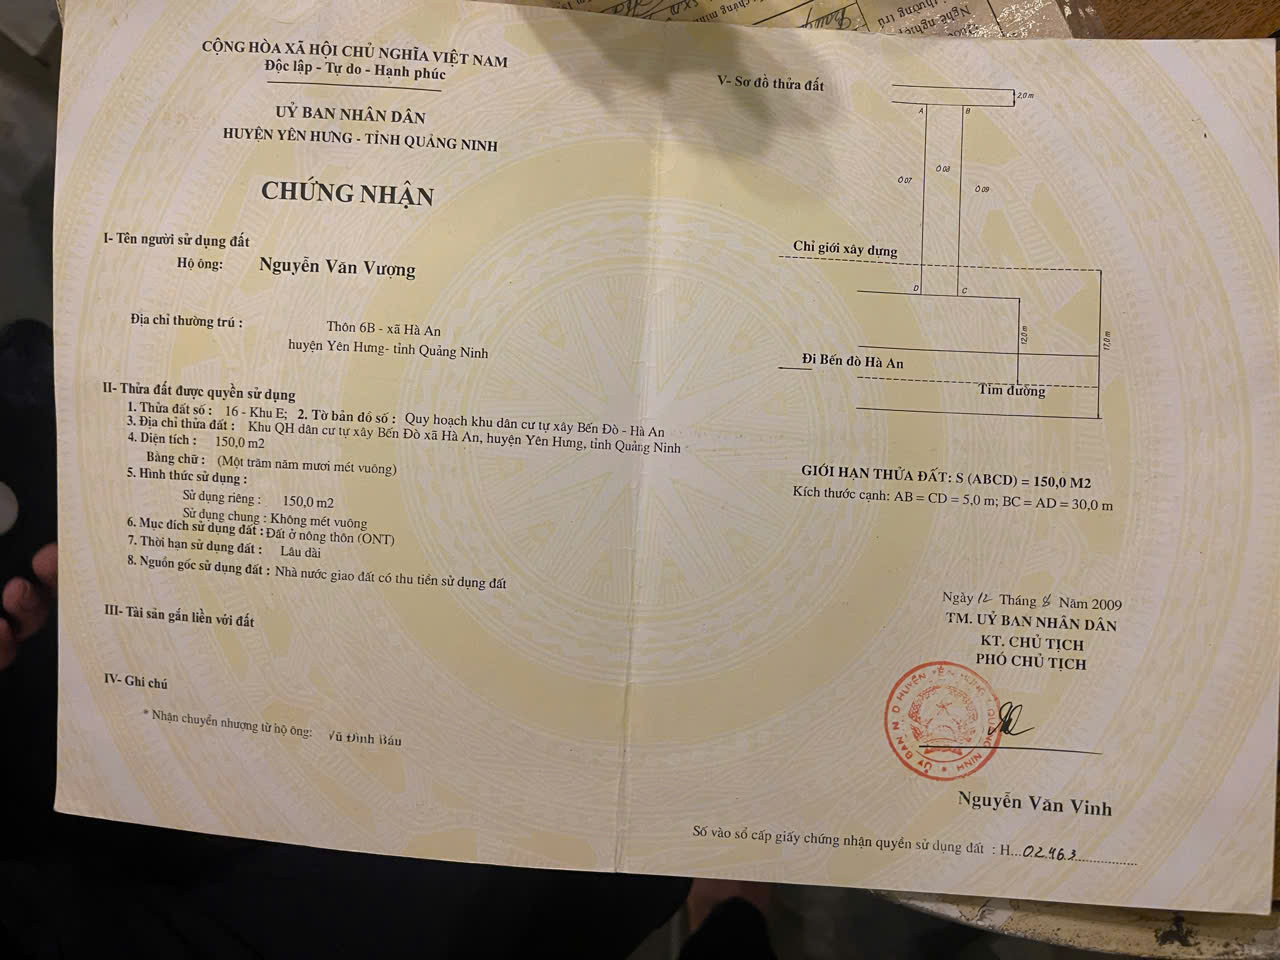 CỘNG HÒA XÃ HỘI CHỦ NGHĨA VIỆT NAM
Độc lập - Tự do - Hạnh phúc
UỶ BAN NHÂN DÂN
HUYỆN YÊN HƯNG - TỈNH QUẢNG NINH
CHỨNG NHẬN
I- Tên người sử dụng đất
Hộ ông: Nguyễn Văn Vượng
Địa chỉ thường trú : Thôn 6B - xã Hà An
huyện Yên Hưng- tỉnh Quảng Ninh
II- Thửa đất được quyền sử dụng
1. Thửa đất số : 16 - Khu E; 2. Tờ bản đồ số : Quy hoạch khu dân cư tự xây Bến Đò - Hà An
3. Địa chỉ thửa đất : Khu QH dân cư tự xây Bến Đò xã Hà An, huyện Yên Hưng, tỉnh Quảng Ninh
4. Diện tích : 150,0 m2
Bằng chữ : (Một trăm năm mươi mét vuông)
5. Hình thức sử dụng :
Sử dụng riêng : 150,0 m2
Sử dụng chung : Không mét vuông
6. Mục đích sử dụng đất : Đất ở nông thôn (ONT)
7. Thời hạn sử dụng đất : Lâu dài
8. Nguồn gốc sử dụng đất : Nhà nước giao đất có thu tiền sử dụng đất
III- Tài sản gắn liền với đất
IV- Ghi chú
* Nhận chuyển nhượng từ hộ ông: Vũ Đình Báu
V- Sơ đồ thửa đất
2,0 m
A B
Ô 07 Ô 08 Ô 09
Chỉ giới xây dựng
D C
12,0 m
17,0 m
Đi Bến đò Hà An
Tim đường
GIỚI HẠN THỬA ĐẤT: S (ABCD) = 150,0 M2
Kích thước cạnh: AB = CD = 5,0 m; BC = AD = 30,0 m
Ngày 12 Tháng 8 Năm 2009
TM. UỶ BAN NHÂN DÂN
KT. CHỦ TỊCH
PHÓ CHỦ TỊCH
Nguyễn Văn Vinh
Số vào sổ cấp giấy chứng nhận quyền sử dụng đất : H...02463